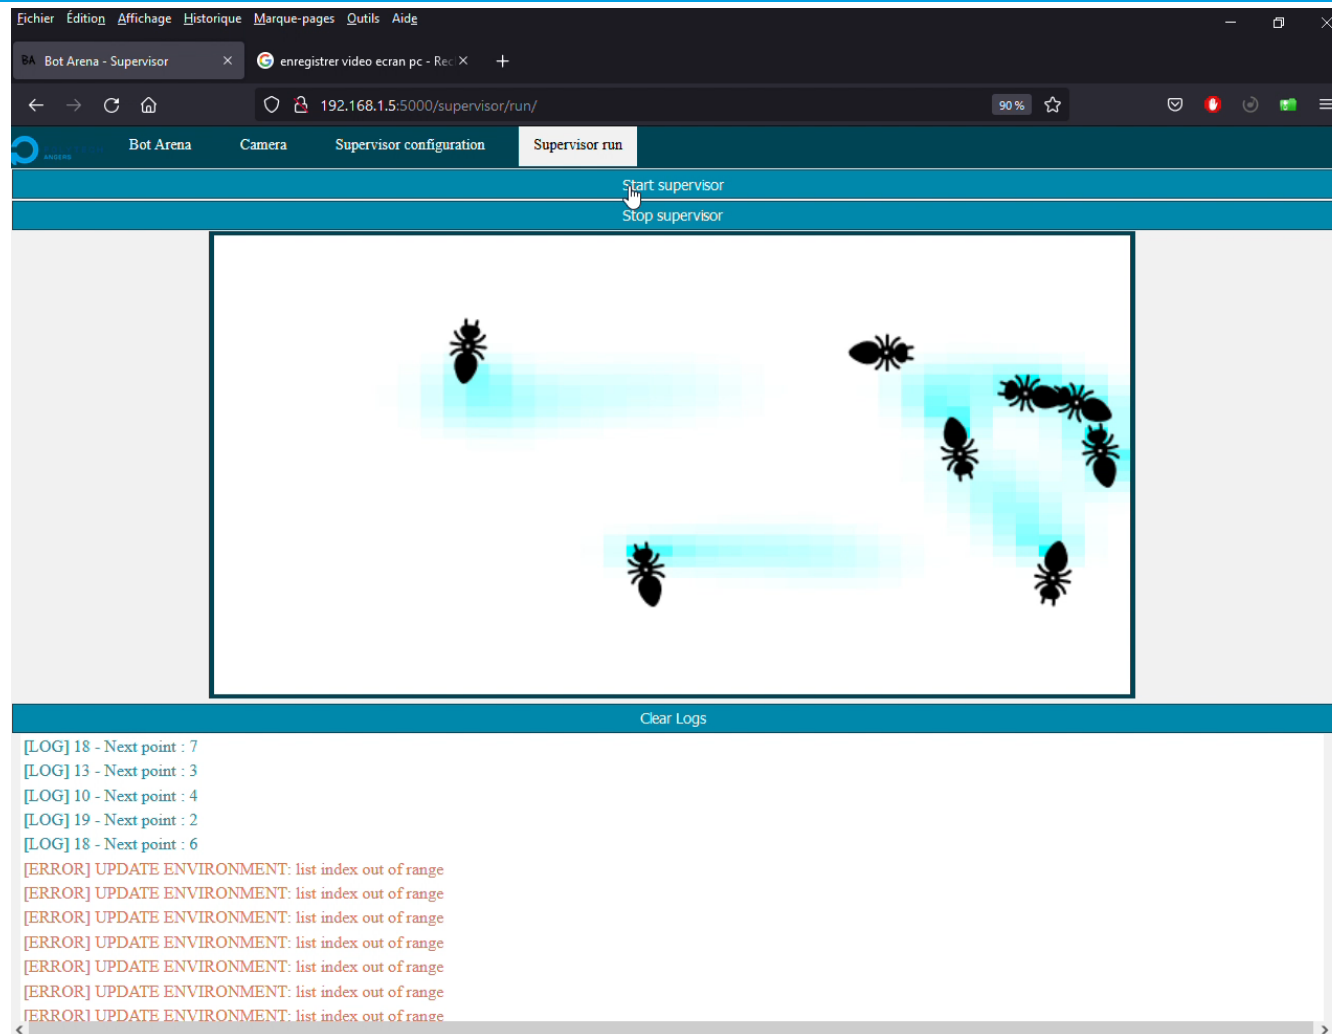 Fichier Édition Affichage Historique Marque-pages Outils Aide
BA Bot Arena - Supervisor
enregistrer video ecran pc - Rec
192.168.1.5:5000/supervisor/run/
90 %
Bot Arena Camera Supervisor configuration Supervisor run
Start supervisor
Stop supervisor
Clear Logs
[LOG] 18 - Next point : 7
[LOG] 13 - Next point : 3
[LOG] 10 - Next point : 4
[LOG] 19 - Next point : 2
[LOG] 18 - Next point : 6
[ERROR] UPDATE ENVIRONMENT: list index out of range
[ERROR] UPDATE ENVIRONMENT: list index out of range
[ERROR] UPDATE ENVIRONMENT: list index out of range
[ERROR] UPDATE ENVIRONMENT: list index out of range
[ERROR] UPDATE ENVIRONMENT: list index out of range
[ERROR] UPDATE ENVIRONMENT: list index out of range
[ERROR] UPDATE ENVIRONMENT: list index out of range